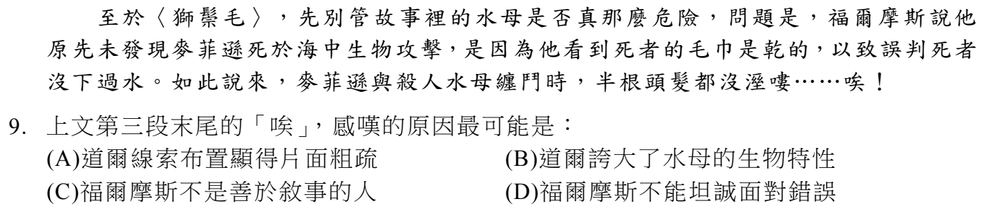 至於〈獅鬃毛〉,先別管故事裡的水母是否真那麼危險,問題是,福爾摩斯說他
原先未發現麥菲遜死於海中生物攻擊,是因為他看到死者的毛巾是乾的,以致誤判死者
沒下過水。如此說來,麥菲遜與殺人水母纏鬥時,半根頭髮都沒溼嘍……唉!
9. 上文第三段末尾的「唉」,感嘆的原因最可能是:
(A)道爾線索布置顯得片面粗疏 (B)道爾誇大了水母的生物特性
(C)福爾摩斯不是善於敘事的人 (D)福爾摩斯不能坦誠面對錯誤